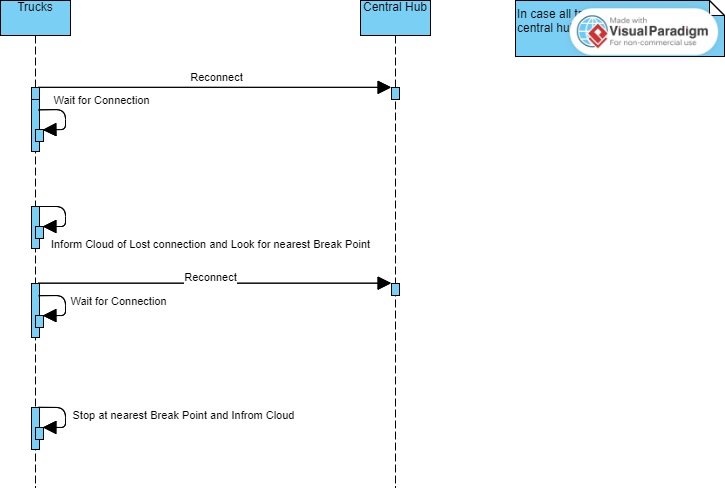 Trucks
Central Hub
In case all
central hu
Made with
VisualParadigm
For non-commercial use
Reconnect
Wait for Connection
Inform Cloud of Lost connection and Look for nearest Break Point
Reconnect
Wait for Connection
Stop at nearest Break Point and Infrom Cloud